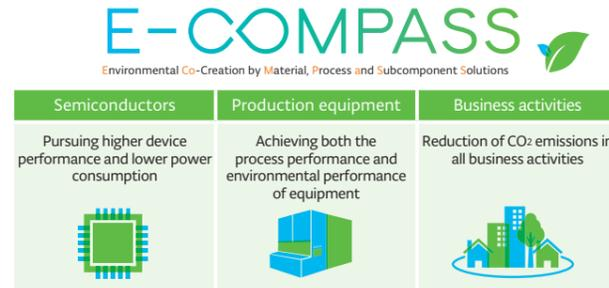 E-COMPASS
Environmental Co-Creation by Material, Process and Subcomponent Solutions
Semiconductors
Pursuing higher device
performance and lower power
consumption
Production equipment
Achieving both the
process performance and
environmental performance
of equipment
Business activities
Reduction of CO2 emissions in
all business activities